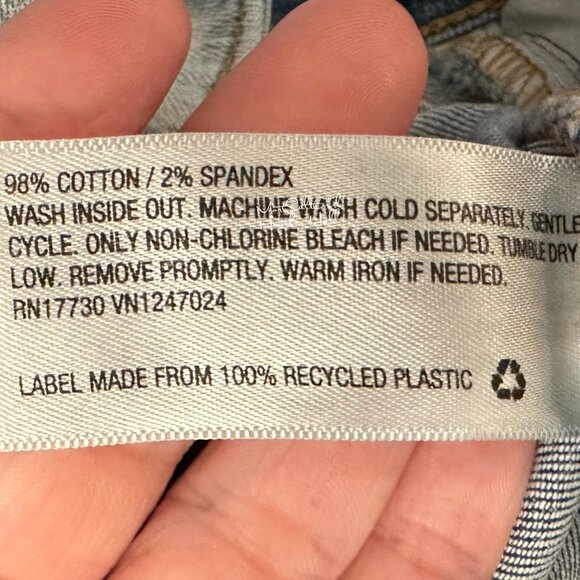 98% COTTON / 2% SPANDEX
WASH INSIDE OUT. MACHINE WASH COLD SEPARATELY. GENTLE
CYCLE. ONLY NON-CHLORINE BLEACH IF NEEDED. TUMBLE DRY
LOW. REMOVE PROMPTLY. WARM IRON IF NEEDED.
RN17730 VN1247024
LABEL MADE FROM 100% RECYCLED PLASTIC